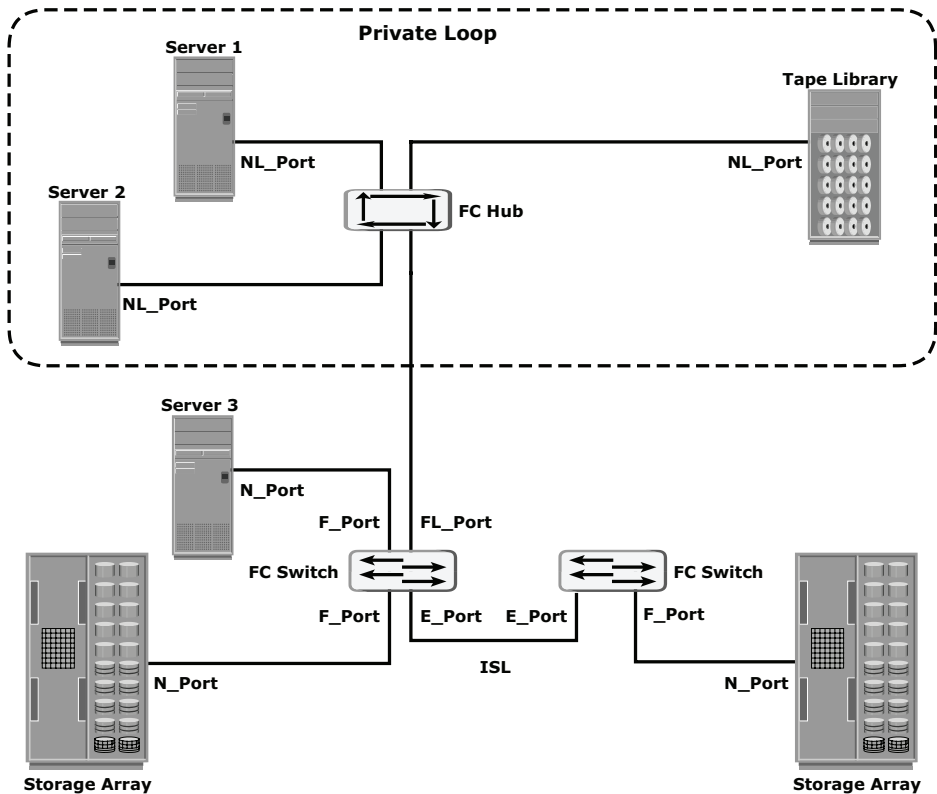 Private Loop
Server 1
Tape Library
NL_Port
NL_Port
Server 2
FC Hub
NL_Port
Server 3
N_Port
F_Port
FL_Port
FC Switch
FC Switch
F_Port
E_Port
E_Port
F_Port
ISL
N_Port
N_Port
Storage Array
Storage Array